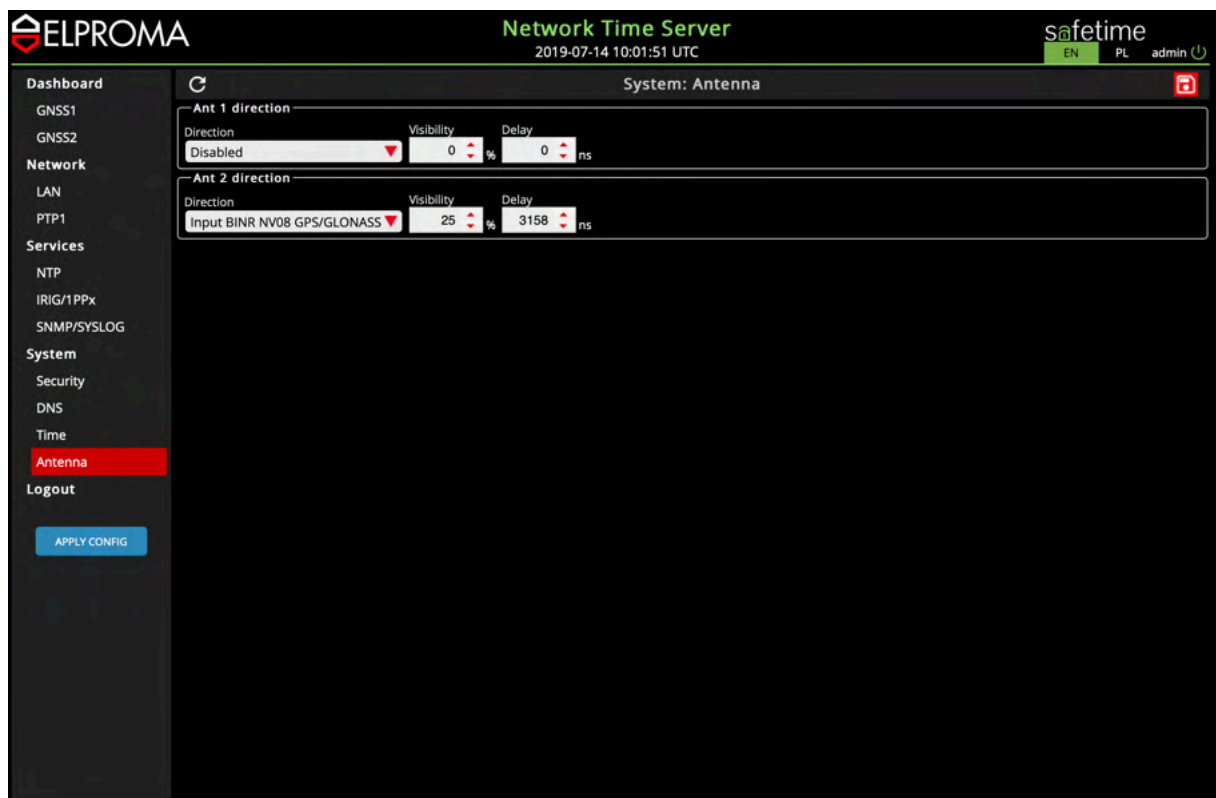 ELPROMA
Network Time Server
2019-07-14 10:01:51 UTC
safetime
EN PL admin
Dashboard
GNSS1
GNSS2
Network
LAN
PTP1
Services
NTP
IRIG/1PPx
SNMP/SYSLOG
System
Security
DNS
Time
Antenna
Logout
APPLY CONFIG
System: Antenna
Ant 1 direction
Direction Visibility Delay
Disabled 0 % 0 ns
Ant 2 direction
Direction Visibility Delay
Input BINR NV08 GPS/GLONASS 25 % 3158 ns